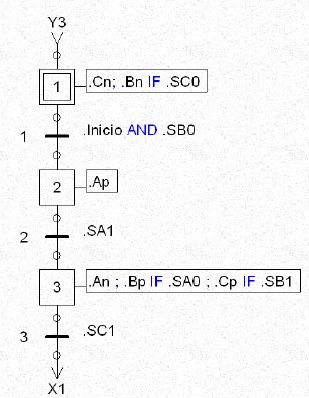 Y3
1 .Cn; .Bn IF .SC0
1 .Inicio AND .SB0
2 .Ap
2 .SA1
3 .An ; .Bp IF .SA0 ; .Cp IF .SB1
3 .SC1
X1